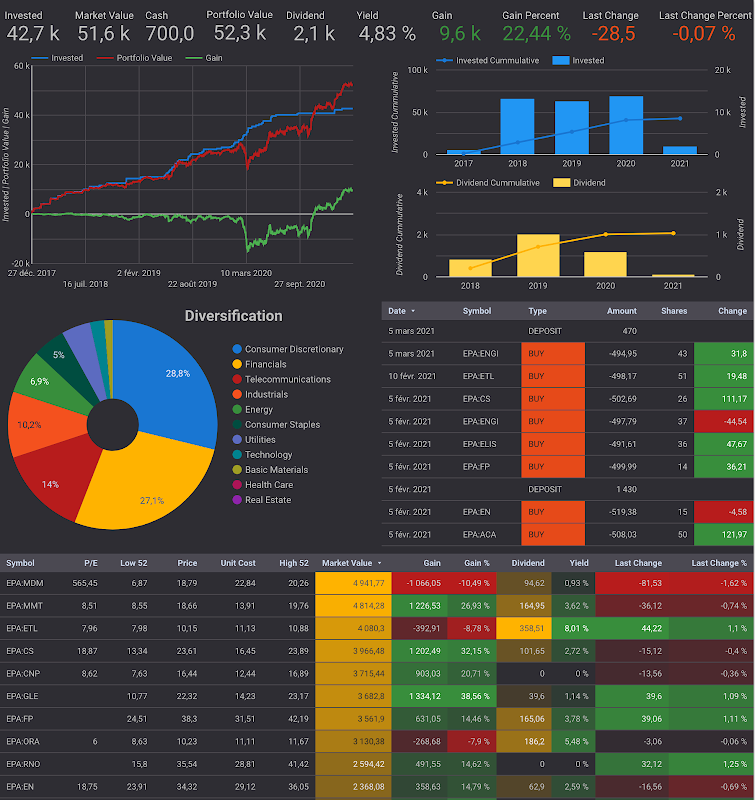 Invested Market Value Cash Portfolio Value Dividend Yield Gain Gain Percent Last Change Last Change Percent
42,7 k 51,6 k 700,0 52,3 k 2,1 k 4,83 % 9,6 k 22,44 % -28,5 -0,07 %
Invested Portfolio Value Gain
60 k
40 k
20 k
0
-20 k
Invested | Portfolio Value | Gain
27 déc. 2017 2 févr. 2019 10 mars 2020
16 juil. 2018 22 août 2019 27 sept. 2020
Invested Cummulative Invested
100 k 20 k
50 k 10 k
0 0
Invested Cummulative
Invested
2017 2018 2019 2020 2021
Dividend Cummulative Dividend
4 k 2 k
2 k 1 k
0 0
Dividend Cummulative
Dividend
2018 2019 2020 2021
Diversification
28,8%
27,1%
14%
10,2%
6,9%
5%
Consumer Discretionary
Financials
Telecommunications
Industrials
Energy
Consumer Staples
Utilities
Technology
Basic Materials
Health Care
Real Estate
Date Symbol Type Amount Shares Change
5 mars 2021 DEPOSIT 470
5 mars 2021 EPA:ENGI BUY -494,95 43 31,8
10 févr. 2021 EPA:ETL BUY -498,17 51 19,48
5 févr. 2021 EPA:CS BUY -502,69 26 111,17
5 févr. 2021 EPA:ENGI BUY -497,79 37 -44,54
5 févr. 2021 EPA:ELIS BUY -491,61 36 47,67
5 févr. 2021 EPA:FP BUY -499,99 14 36,21
5 févr. 2021 DEPOSIT 1 430
5 févr. 2021 EPA:EN BUY -519,38 15 -4,58
5 févr. 2021 EPA:ACA BUY -508,03 50 121,97
Symbol P/E Low 52 Price Unit Cost High 52 Market Value Gain Gain % Dividend Yield Last Change Last Change %
EPA:MDM 565,45 6,87 18,79 22,84 20,26 4 941,77 -1 066,05 -10,49 % 94,62 0,93 % -81,53 -1,62 %
EPA:MMT 8,51 8,55 18,66 13,91 19,76 4 814,28 1 226,53 26,93 % 164,95 3,62 % -36,12 -0,74 %
EPA:ETL 7,96 7,98 10,15 11,13 10,88 4 080,3 -392,91 -8,78 % 358,51 8,01 % 44,22 1,1 %
EPA:CS 18,87 13,34 23,61 16,45 23,89 3 966,48 1 202,49 32,15 % 101,65 2,72 % -15,12 -0,4 %
EPA:CNP 8,62 7,63 16,44 12,44 16,89 3 715,44 903,03 20,71 % 0 0 % -13,56 -0,36 %
EPA:GLE 10,77 22,32 14,23 23,17 3 682,8 1 334,12 38,56 % 39,6 1,14 % 39,6 1,09 %
EPA:FP 24,51 38,3 31,51 42,19 3 561,9 631,05 14,46 % 165,06 3,78 % 39,06 1,11 %
EPA:ORA 6 8,63 10,23 11,11 11,67 3 130,38 -268,68 -7,9 % 186,2 5,48 % -3,06 -0,06 %
EPA:RNO 15,8 35,54 28,81 41,42 2 594,42 491,55 14,62 % 0 0 % 32,12 1,25 %
EPA:EN 18,75 23,91 34,32 29,12 36,05 2 368,08 358,63 14,79 % 62,9 2,59 % -16,56 -0,69 %